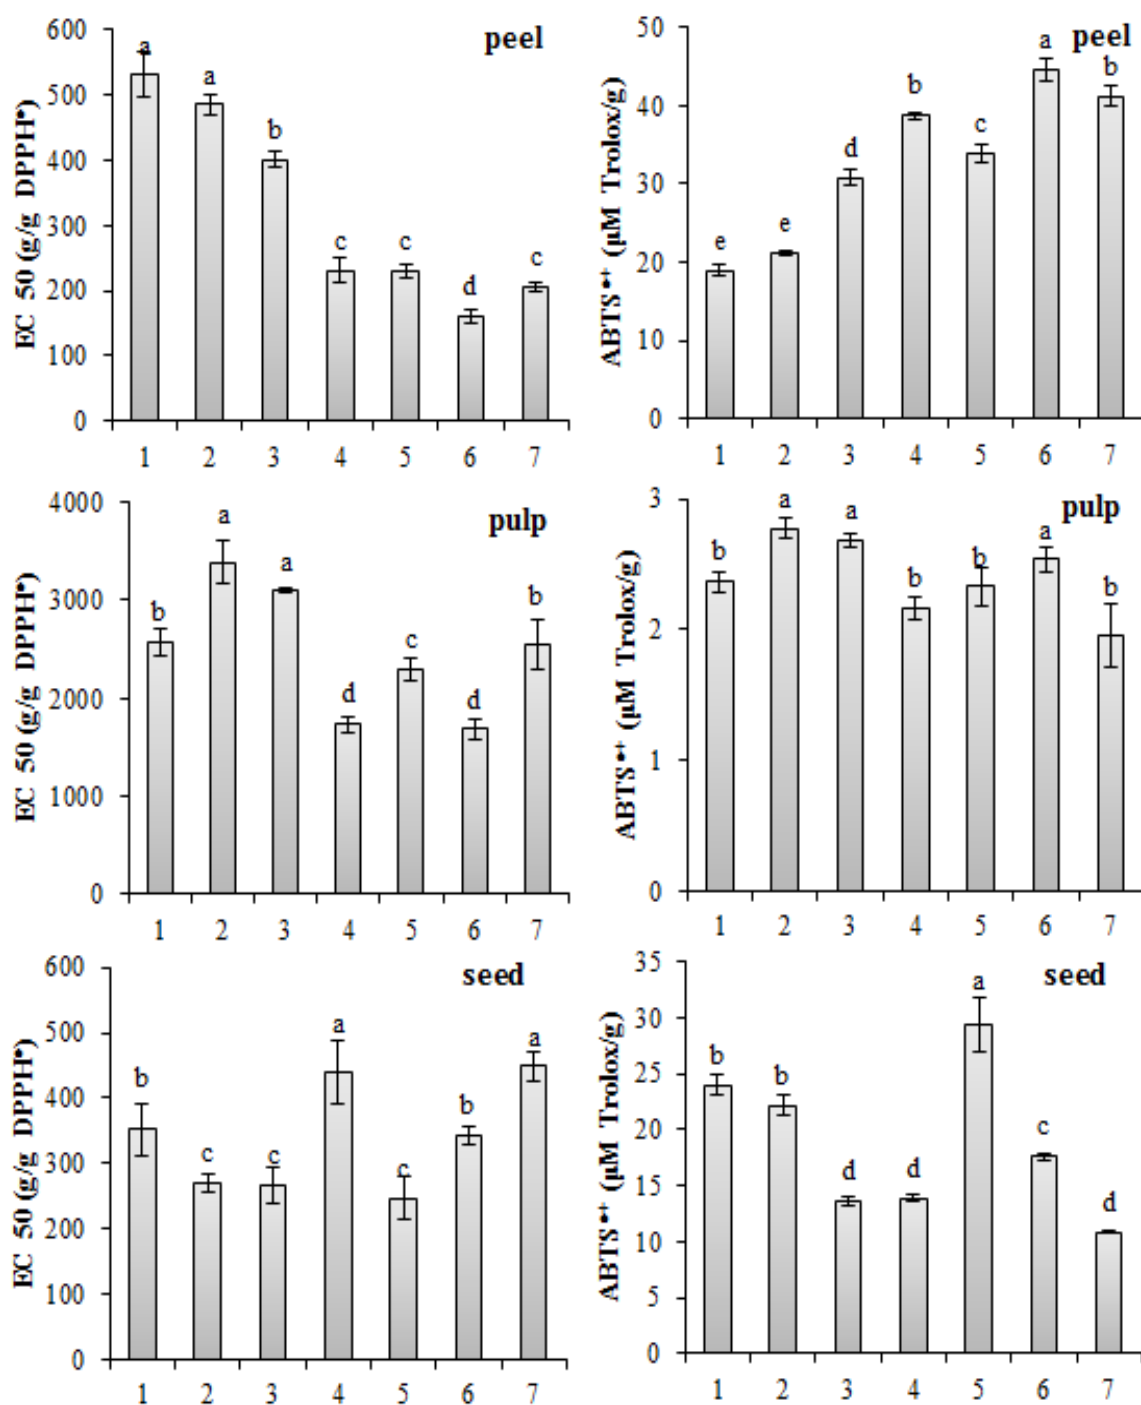 peel
EC 50 (g/g DPPH•)
600
500
400
300
200
100
0
a
a
b
c
c
d
c
1 2 3 4 5 6 7
peel
ABTS•+ (µM Trolox/g)
50
40
30
20
10
0
e
e
d
b
c
a
b
1 2 3 4 5 6 7
pulp
EC 50 (g/g DPPH•)
4000
3000
2000
1000
0
b
a
a
d
c
d
b
1 2 3 4 5 6 7
pulp
ABTS•+ (µM Trolox/g)
3
2
1
0
b
a
a
b
b
a
b
1 2 3 4 5 6 7
seed
EC 50 (g/g DPPH•)
600
500
400
300
200
100
0
b
c
c
a
c
b
a
1 2 3 4 5 6 7
seed
ABTS•+ (µM Trolox/g)
35
30
25
20
15
10
5
0
b
b
d
d
a
c
d
1 2 3 4 5 6 7